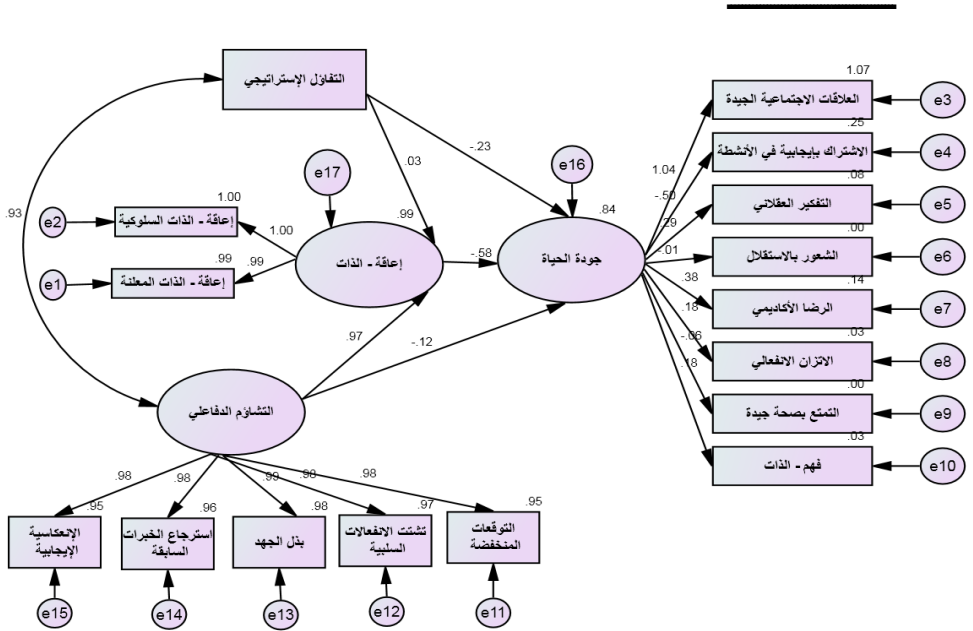 التفاؤل الإستراتيجي
1.07
العلاقات الاجتماعية الجيدة
e3
.25
الاشتراك بإيجابية في الأنشطة
e4
.08
التفكير العقلاني
e5
.00
الشعور بالاستقلال
e6
.14
الرضا الأكاديمي
e7
.03
الاتزان الانفعالي
e8
.00
التمتع بصحة جيدة
e9
.03
فهم - الذات
e10
1.04
-.50
.29
-.01
.38
.18
-.06
.18
-.23
.03
e16
.84
جودة الحياة
e17
.99
إعاقة - الذات
-.58
.93
1.00
إعاقة - الذات السلوكية
e2
1.00
.99
إعاقة - الذات المعلنة
e1
.99
.97
-.12
التشاؤم الدفاعلي
.98
.98
.99
.98
.98
.95
الإنعكاسية
الإيجابية
e15
.96
استرجاع الخبرات
السابقة
e14
.98
بذل الجهد
e13
.97
تشتت الانفعالات
السلبية
e12
.95
التوقعات
المنخفضة
e11